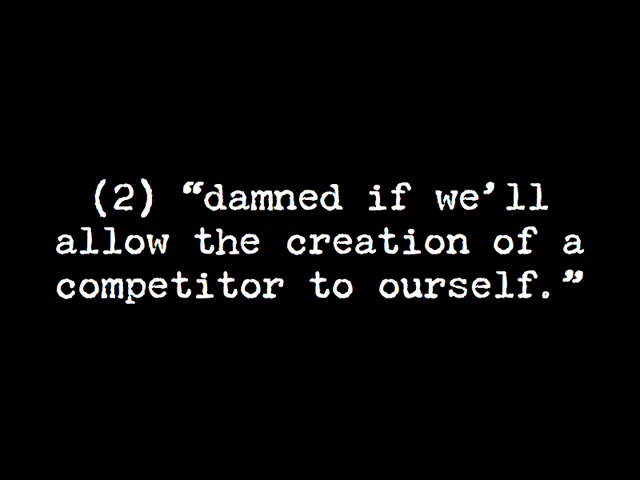 (2) “damned if we’ll
allow the creation of a
competitor to ourself.”